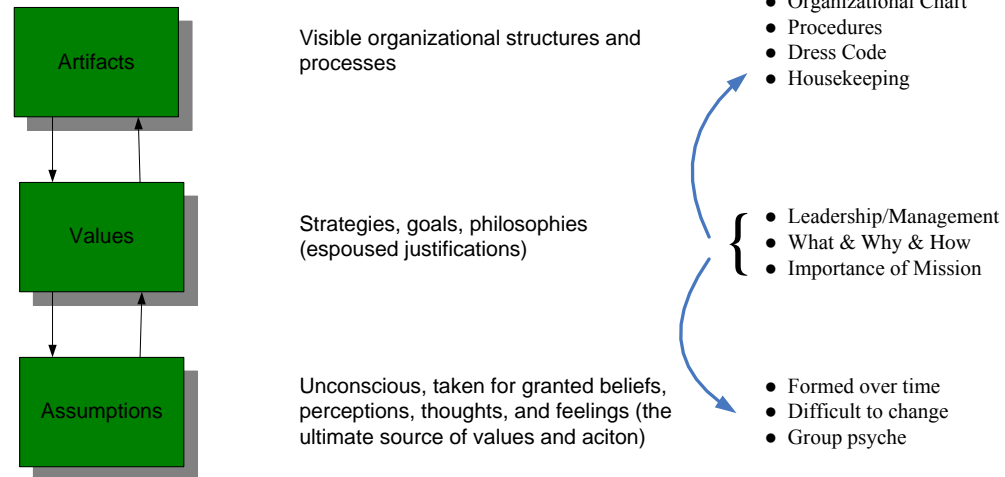 ● Organizational Chart
● Procedures
● Dress Code
● Housekeeping
Artifacts
Visible organizational structures and
processes
Values
Strategies, goals, philosophies
(espoused justifications)
{
● Leadership/Management
● What & Why & How
● Importance of Mission
Assumptions
Unconscious, taken for granted beliefs,
perceptions, thoughts, and feelings (the
ultimate source of values and aciton)
● Formed over time
● Difficult to change
● Group psyche